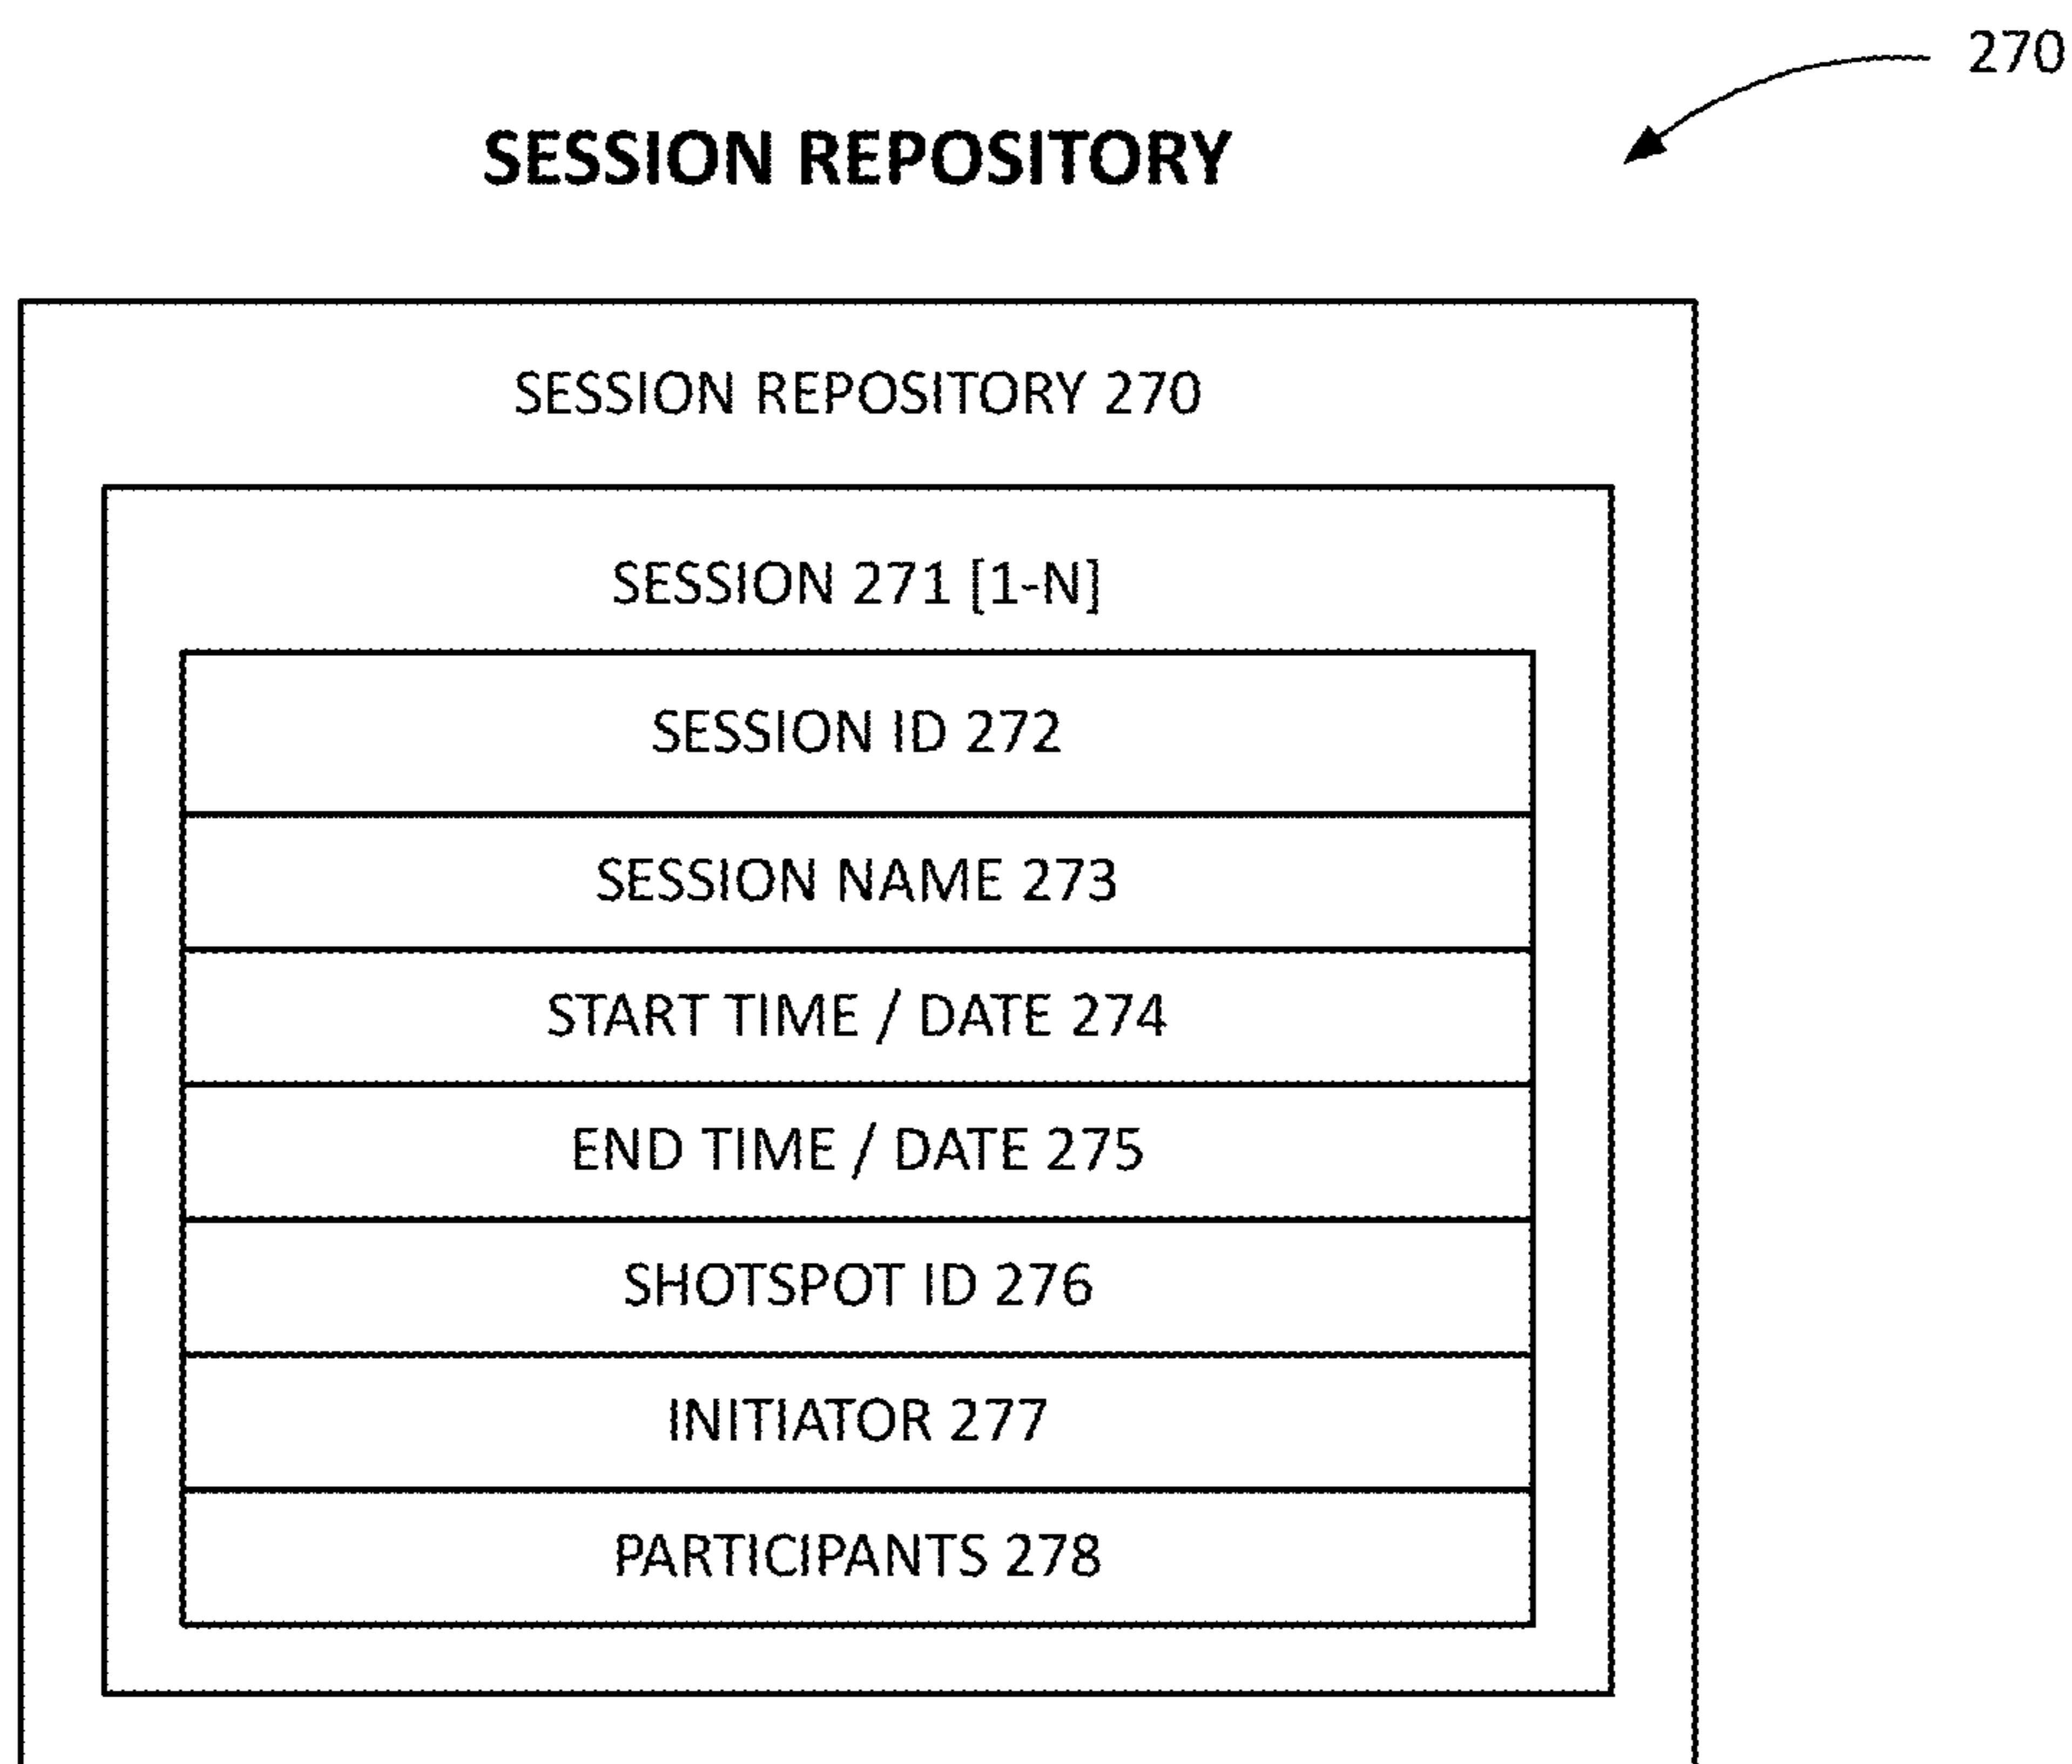 270
SESSION REPOSITORY
SESSION REPOSITORY 270
SESSION 271 [1-N]
SESSION ID 272
SESSION NAME 273
START TIME / DATE 274
END TIME / DATE 275
SHOTSPOT ID 276
INITIATOR 277
PARTICIPANTS 278